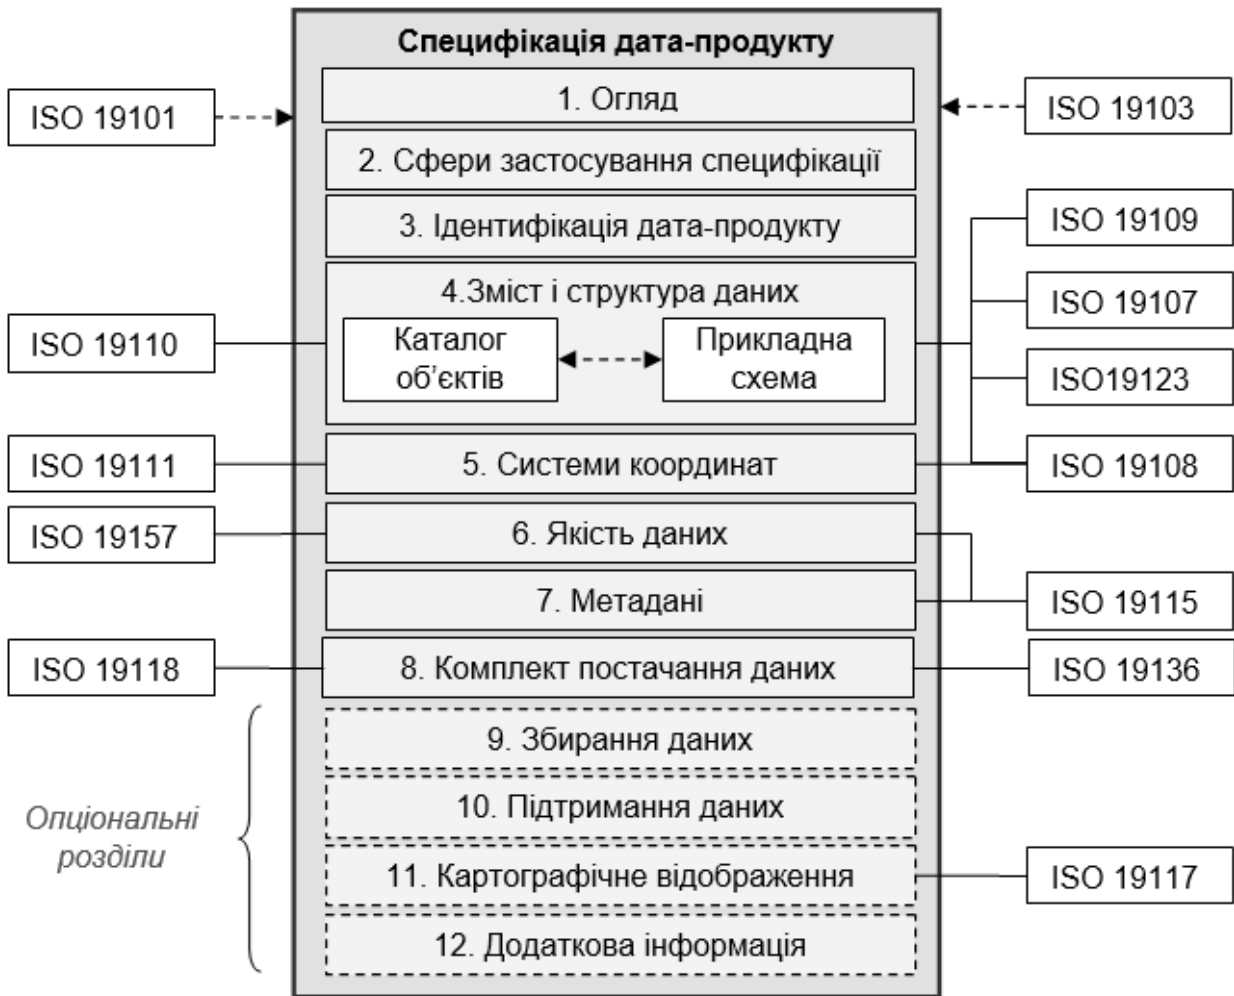 Специфікація дата-продукту
1. Огляд
ISO 19101
ISO 19103
2. Сфери застосування специфікації
3. Ідентифікація дата-продукту
ISO 19109
4.Зміст і структура даних
ISO 19107
ISO 19110
Каталог
об’єктів
Прикладна
схема
ISO19123
ISO 19111
5. Системи координат
ISO 19108
ISO 19157
6. Якість даних
7. Метадані
ISO 19115
ISO 19118
8. Комплект постачання даних
ISO 19136
9. Збирання даних
10. Підтримання даних
Опціональні
розділи
11. Картографічне відображення
ISO 19117
12. Додаткова інформація